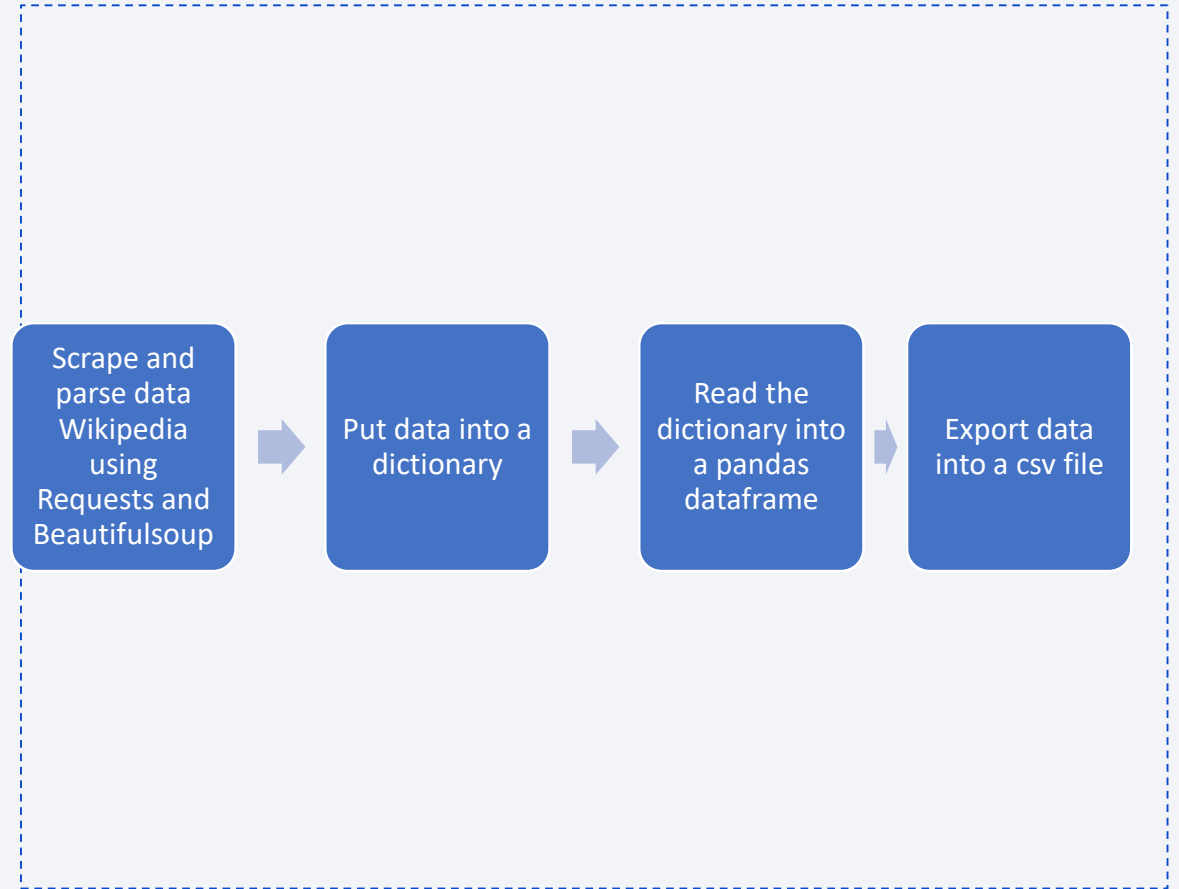 Scrape and
parse data
Wikipedia
using
Requests and
Beautifulsoup
Put data into a
dictionary
Read the
dictionary into
a pandas
dataframe
Export data
into a csv file